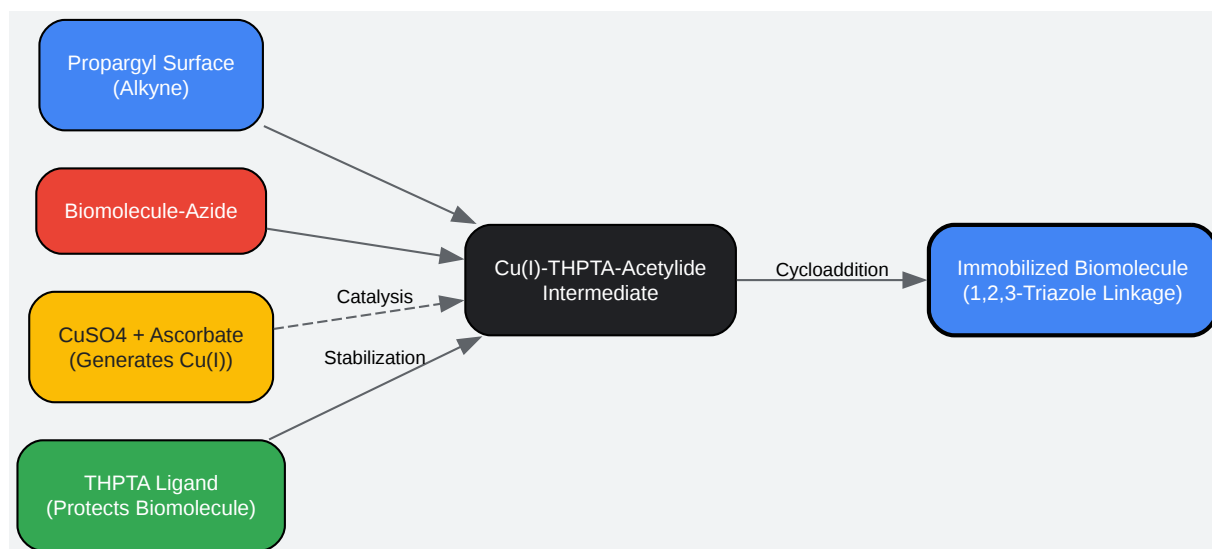 Propargyl Surface
(Alkyne)
Biomolecule-Azide
CuSO4 + Ascorbate
(Generates Cu(I))
THPTA Ligand
(Protects Biomolecule)
Catalysis
Stabilization
Cu(I)-THPTA-Acetylide
Intermediate
Cycloaddition
Immobilized Biomolecule
(1,2,3-Triazole Linkage)